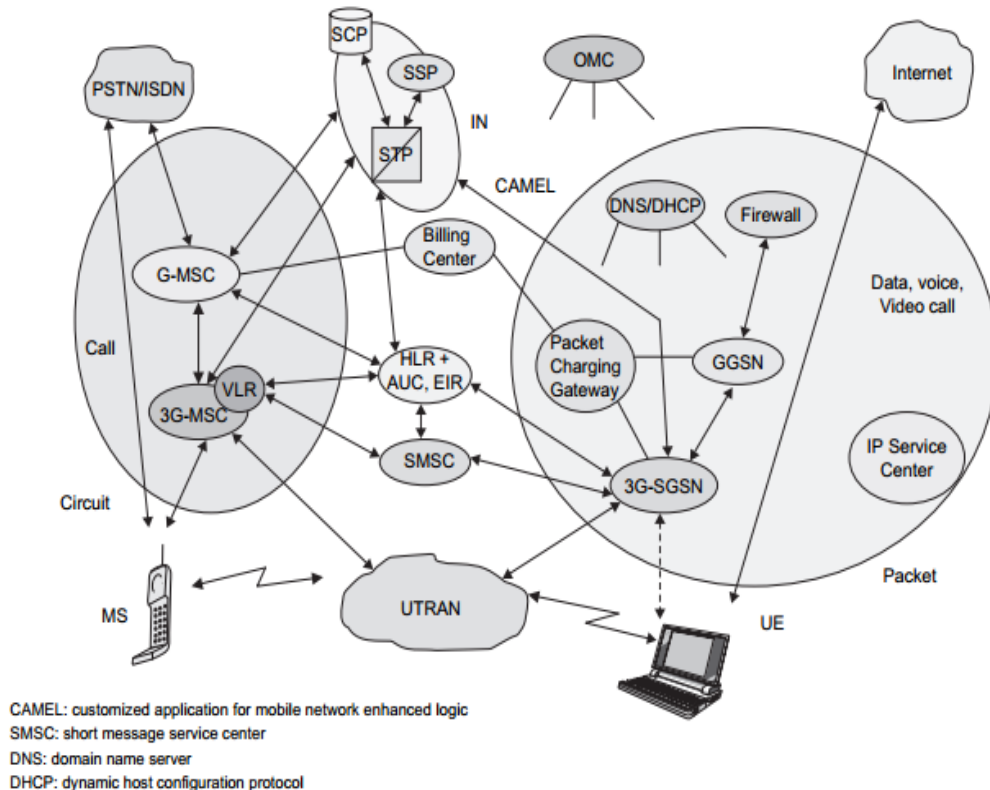 SCP
OMC
SSP
PSTN/ISDN
Internet
IN
STP
CAMEL
DNS/DHCP
Firewall
Billing
Center
G-MSC
Data, voice,
Video call
Call
Packet
Charging
Gateway
GGSN
HLR +
AUC, EIR
VLR
3G-MSC
SMSC
3G-SGSN
IP Service
Center
Circuit
Packet
MS
UTRAN
UE
CAMEL: customized application for mobile network enhanced logic
SMSC: short message service center
DNS: domain name server
DHCP: dynamic host configuration protocol